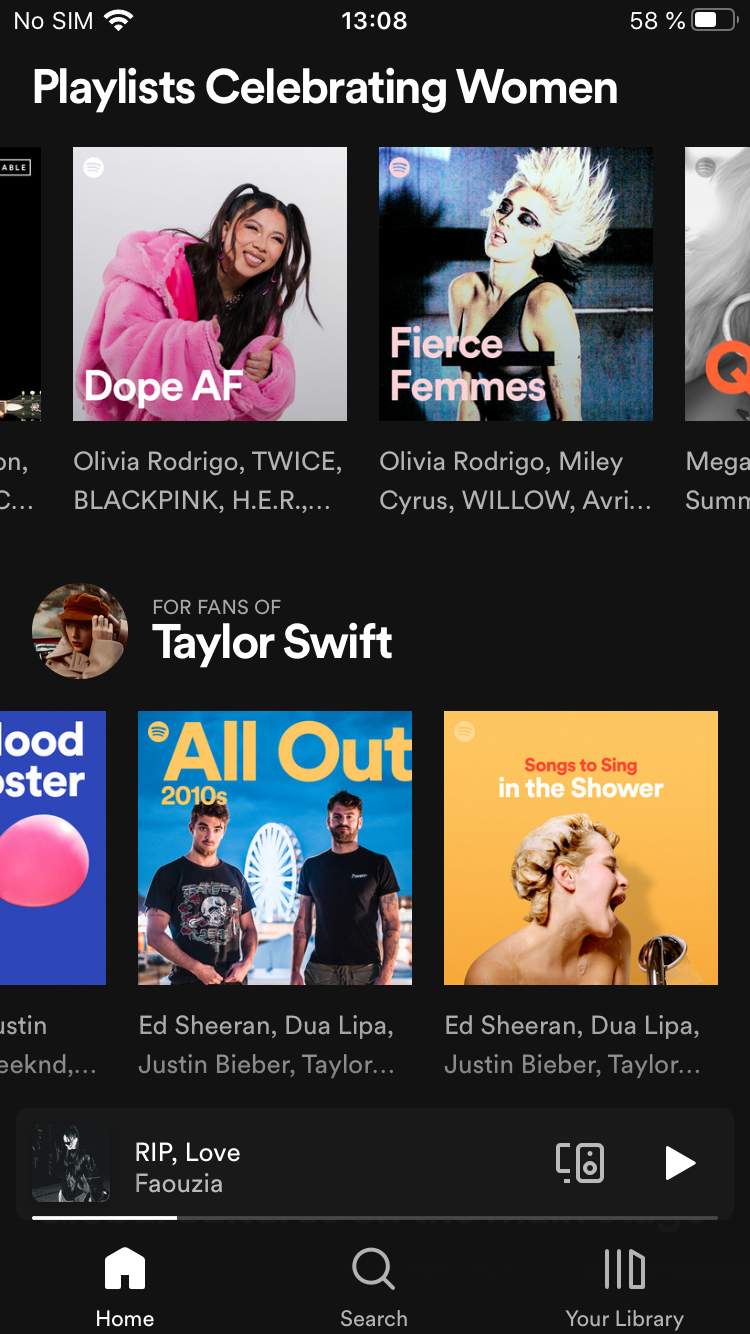 No SIM 13:08 58 %
Playlists Celebrating Women
ABLE
Dope AF
Fierce
Femmes
Q
on,
C...
Olivia Rodrigo, TWICE,
BLACKPINK, H.E.R.,...
Olivia Rodrigo, Miley
Cyrus, WILLOW, Avri...
Mega
Summ
FOR FANS OF
Taylor Swift
lood
oster
All Out
2010s
Songs to Sing
in the Shower
ustin
eeknd,...
Ed Sheeran, Dua Lipa,
Justin Bieber, Taylor...
Ed Sheeran, Dua Lipa,
Justin Bieber, Taylor...
RIP, Love
Faouzia
Home Search Your Library